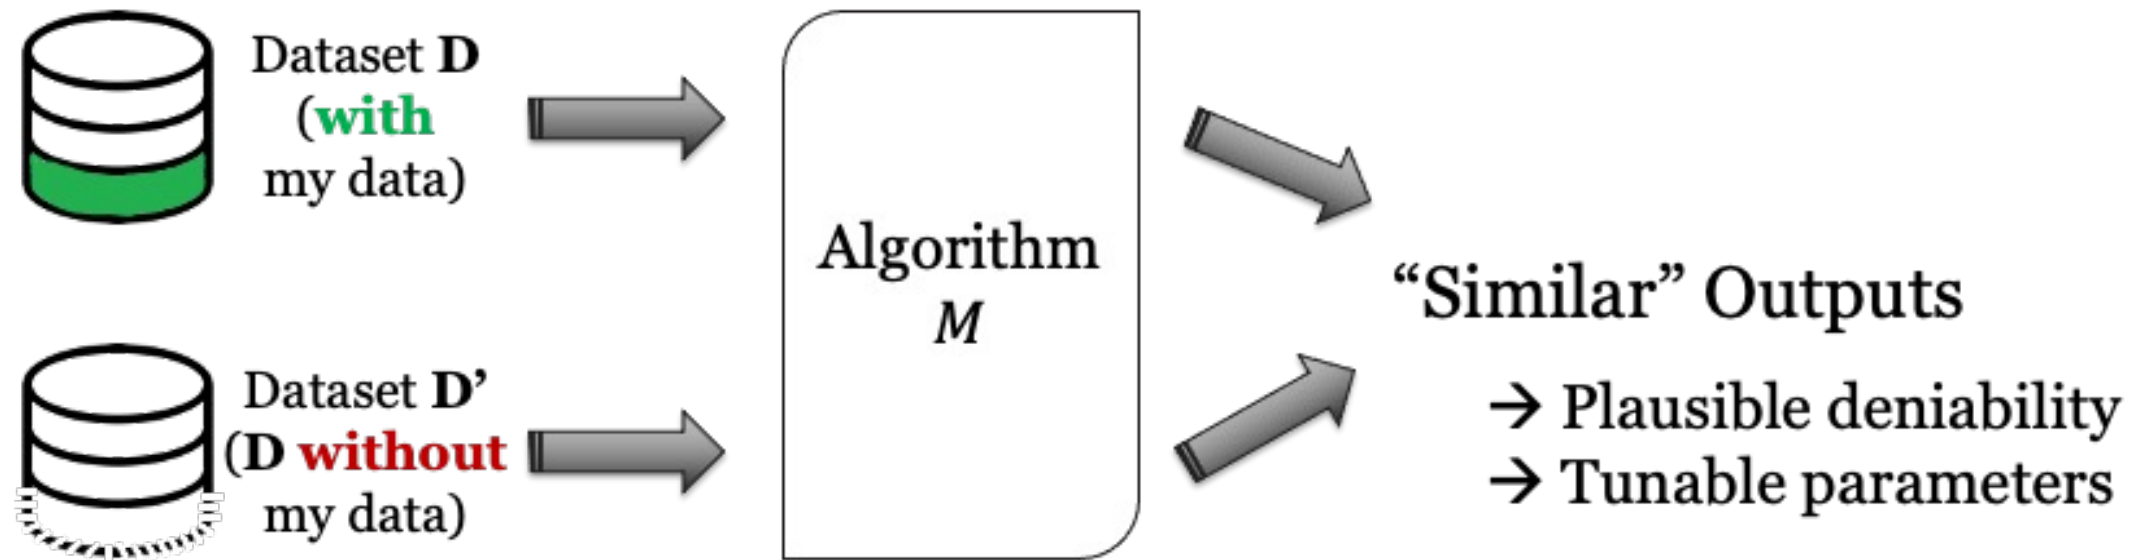 Dataset D
(with
my data)
Dataset D’
(D without
my data)
Algorithm
M
“Similar” Outputs
→ Plausible deniability
→ Tunable parameters